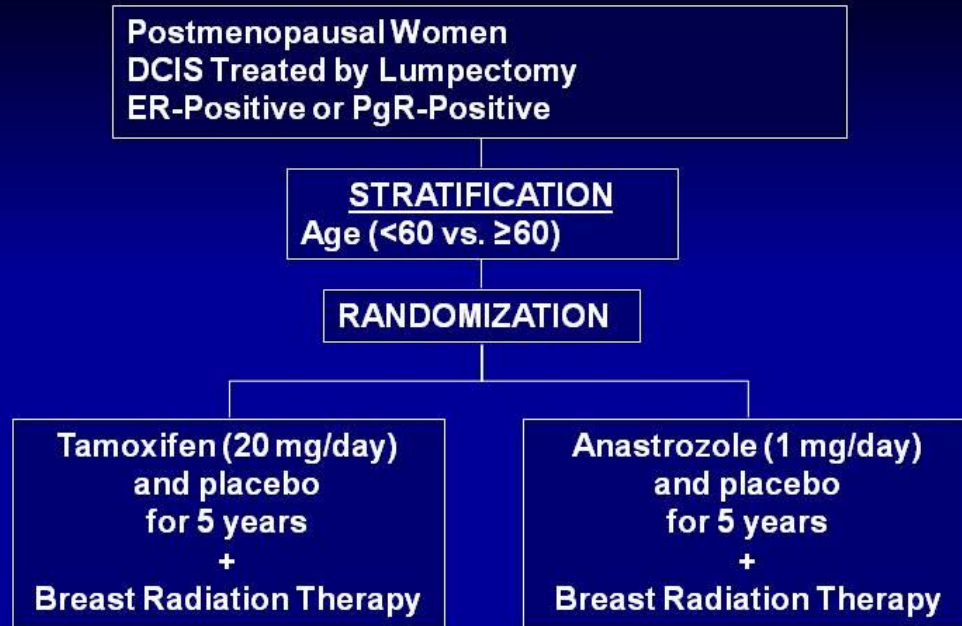 Postmenopausal Women
DCIS Treated by Lumpectomy
ER-Positive or PgR-Positive
STRATIFICATION
Age (<60 vs. ≥60)
RANDOMIZATION
Tamoxifen (20 mg/day)
and placebo
for 5 years
+
Breast Radiation Therapy
Anastrozole (1 mg/day)
and placebo
for 5 years
+
Breast Radiation Therapy